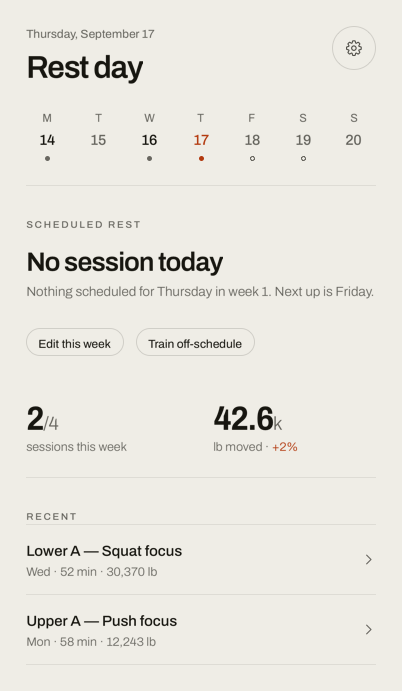 Thursday, September 17
Rest day
M T W T F S S
14 15 16 17 18 19 20
SCHEDULED REST
No session today
Nothing scheduled for Thursday in week 1. Next up is Friday.
Edit this week Train off-schedule
2/4 42.6k
sessions this week lb moved · +2%
RECENT
Lower A — Squat focus
Wed · 52 min · 30,370 lb
Upper A — Push focus
Mon · 58 min · 12,243 lb